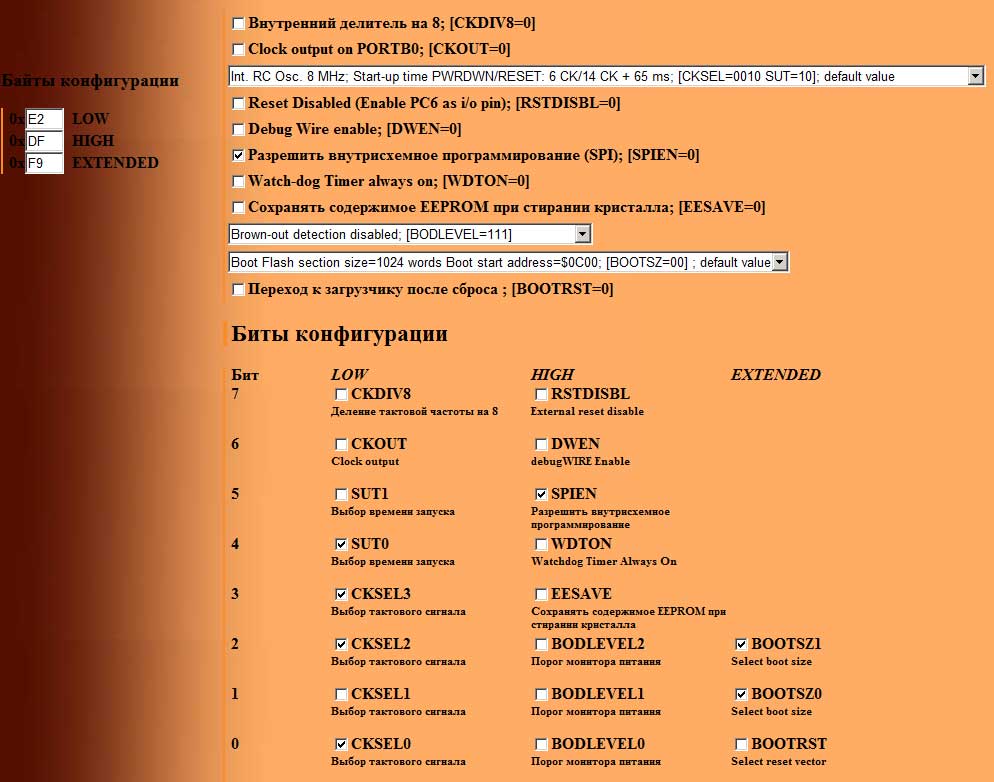 Внутренний делитель на 8; [CKDIV8=0]
Clock output on PORTB0; [CKOUT=0]
Int. RC Osc. 8 MHz; Start-up time PWRDWN/RESET: 6 CK/14 CK + 65 ms; [CKSEL=0010 SUT=10]; default value
Reset Disabled (Enable PC6 as i/o pin); [RSTDISBL=0]
Debug Wire enable; [DWEN=0]
Разрешить внутрисхемное программирование (SPI); [SPIEN=0]
Watch-dog Timer always on; [WDTON=0]
Сохранять содержимое EEPROM при стирании кристалла; [EESAVE=0]
Brown-out detection disabled; [BODLEVEL=111]
Boot Flash section size=1024 words Boot start address=$0C00; [BOOTSZ=00] ; default value
Переход к загрузчику после сброса ; [BOOTRST=0]
Байты конфигурации
0x E2 LOW
0x DF HIGH
0x F9 EXTENDED
Биты конфигурации
Бит LOW HIGH EXTENDED
7 CKDIV8 RSTDISBL
Деление тактовой частоты на 8 External reset disable
6 CKOUT DWEN
Clock output debugWIRE Enable
5 SUT1 SPIEN
Выбор времени запуска Разрешить внутрисхемное
программирование
4 SUT0 WDTON
Выбор времени запуска Watchdog Timer Always On
3 CKSEL3 EESAVE
Выбор тактового сигнала Сохранять содержимое EEPROM при
стирании кристалла
2 CKSEL2 BODLEVEL2 BOOTSZ1
Выбор тактового сигнала Порог монитора питания Select boot size
1 CKSEL1 BODLEVEL1 BOOTSZ0
Выбор тактового сигнала Порог монитора питания Select boot size
0 CKSEL0 BODLEVEL0 BOOTRST
Выбор тактового сигнала Порог монитора питания Select reset vector